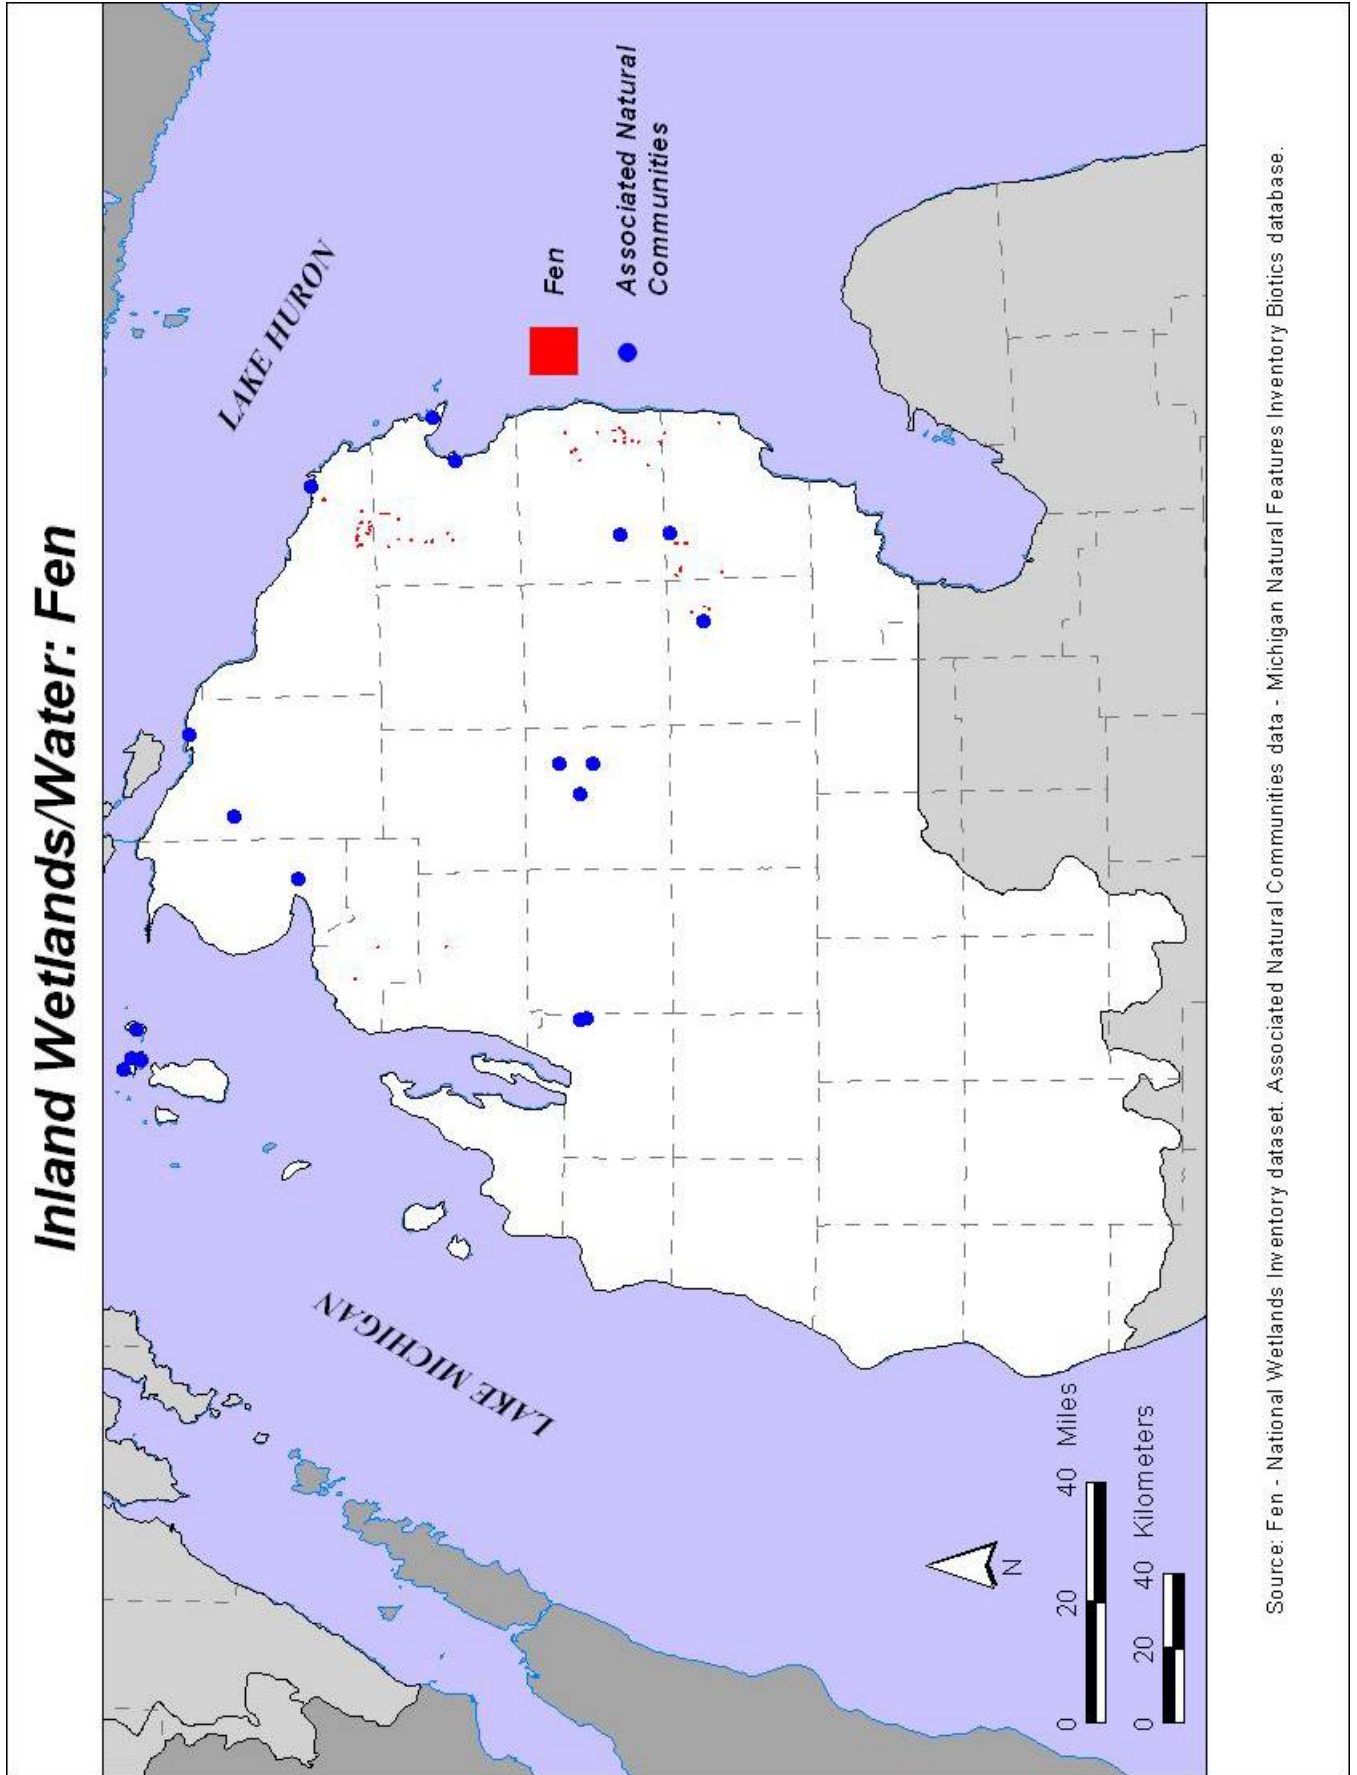 Inland Wetlands/Water: Fen
LAKE HURON
Fen
Associated Natural
Communities
LAKE MICHIGAN
N
0 20 40 Miles
0 20 40 Kilometers
Source: Fen - National Wetlands Inventory dataset. Associated Natural Communities data - Michigan Natural Features Inventory Biotics database.